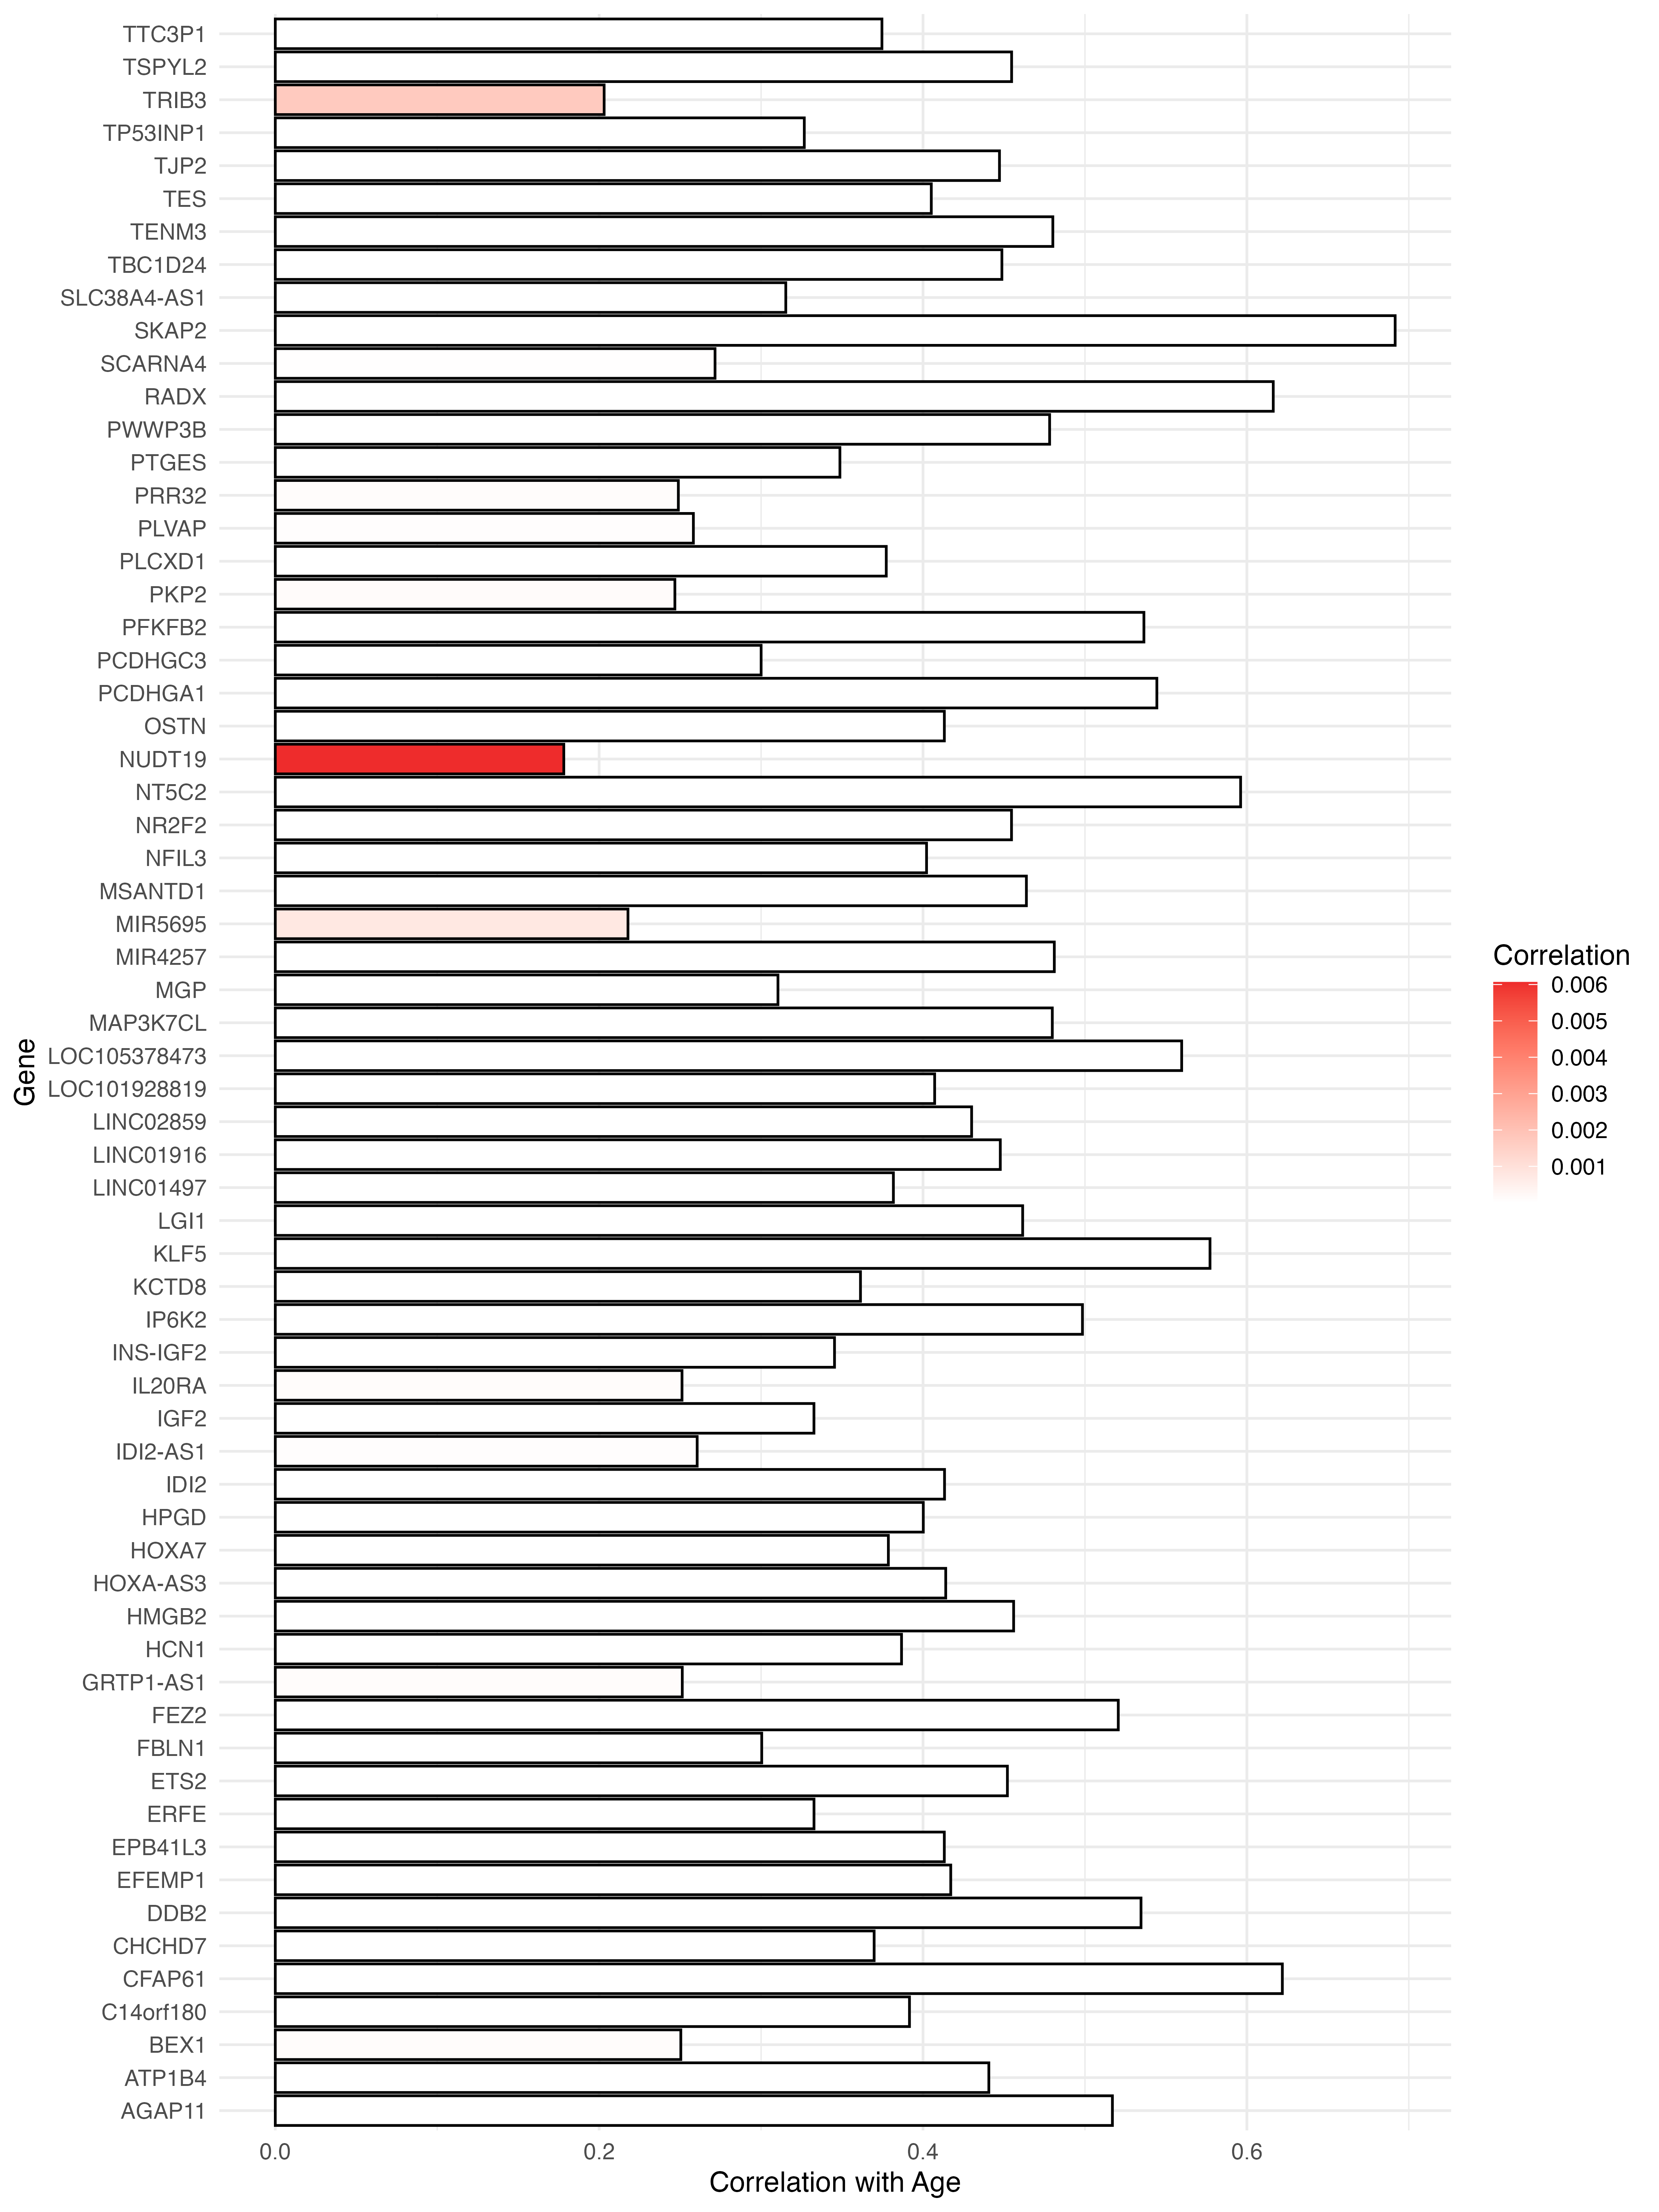 TTC3P1
TSPYL2
TRIB3
TP53INP1
TJP2
TES
TENM3
TBC1D24
SLC38A4-AS1
SKAP2
SCARNA4
RADX
PWWP3B
PTGES
PRR32
PLVAP
PLCXD1
PKP2
PFKFB2
PCDHGC3
PCDHGA1
OSTN
NUDT19
NT5C2
NR2F2
NFIL3
MSANTD1
MIR5695
MIR4257
MGP
MAP3K7CL
LOC105378473
LOC101928819
LINC02859
LINC01916
LINC01497
LGI1
KLF5
KCTD8
IP6K2
INS-IGF2
IL20RA
IGF2
IDI2-AS1
IDI2
HPGD
HOXA7
HOXA-AS3
HMGB2
HCN1
GRTP1-AS1
FEZ2
FBLN1
ETS2
ERFE
EPB41L3
EFEMP1
DDB2
CHCHD7
CFAP61
C14orf180
BEX1
ATP1B4
AGAP11
Gene
0.0 0.2 0.4 0.6
Correlation with Age
Correlation
0.006
0.005
0.004
0.003
0.002
0.001